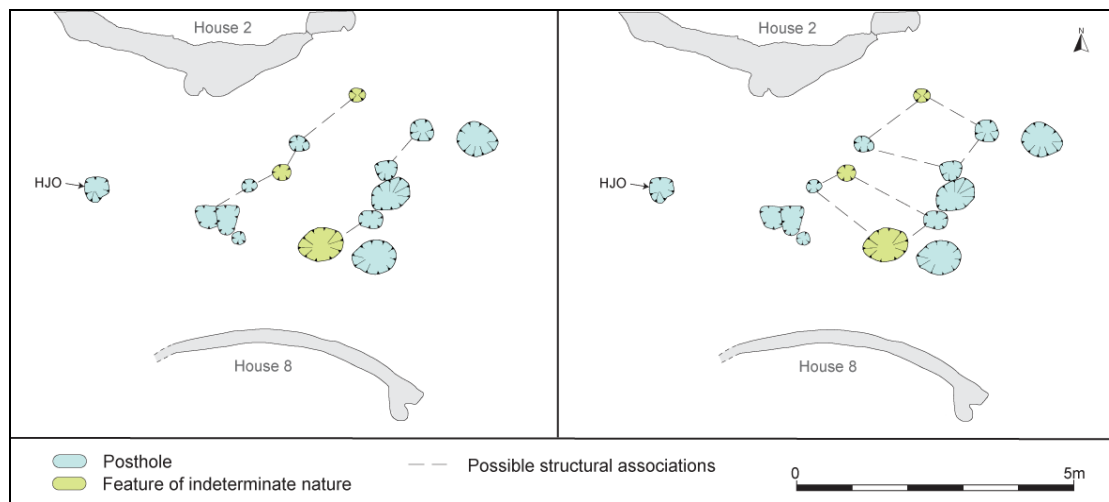 House 2
House 2
N
HJO
HJO
House 8
House 8
Posthole
Feature of indeterminate nature
Possible structural associations
0
5m